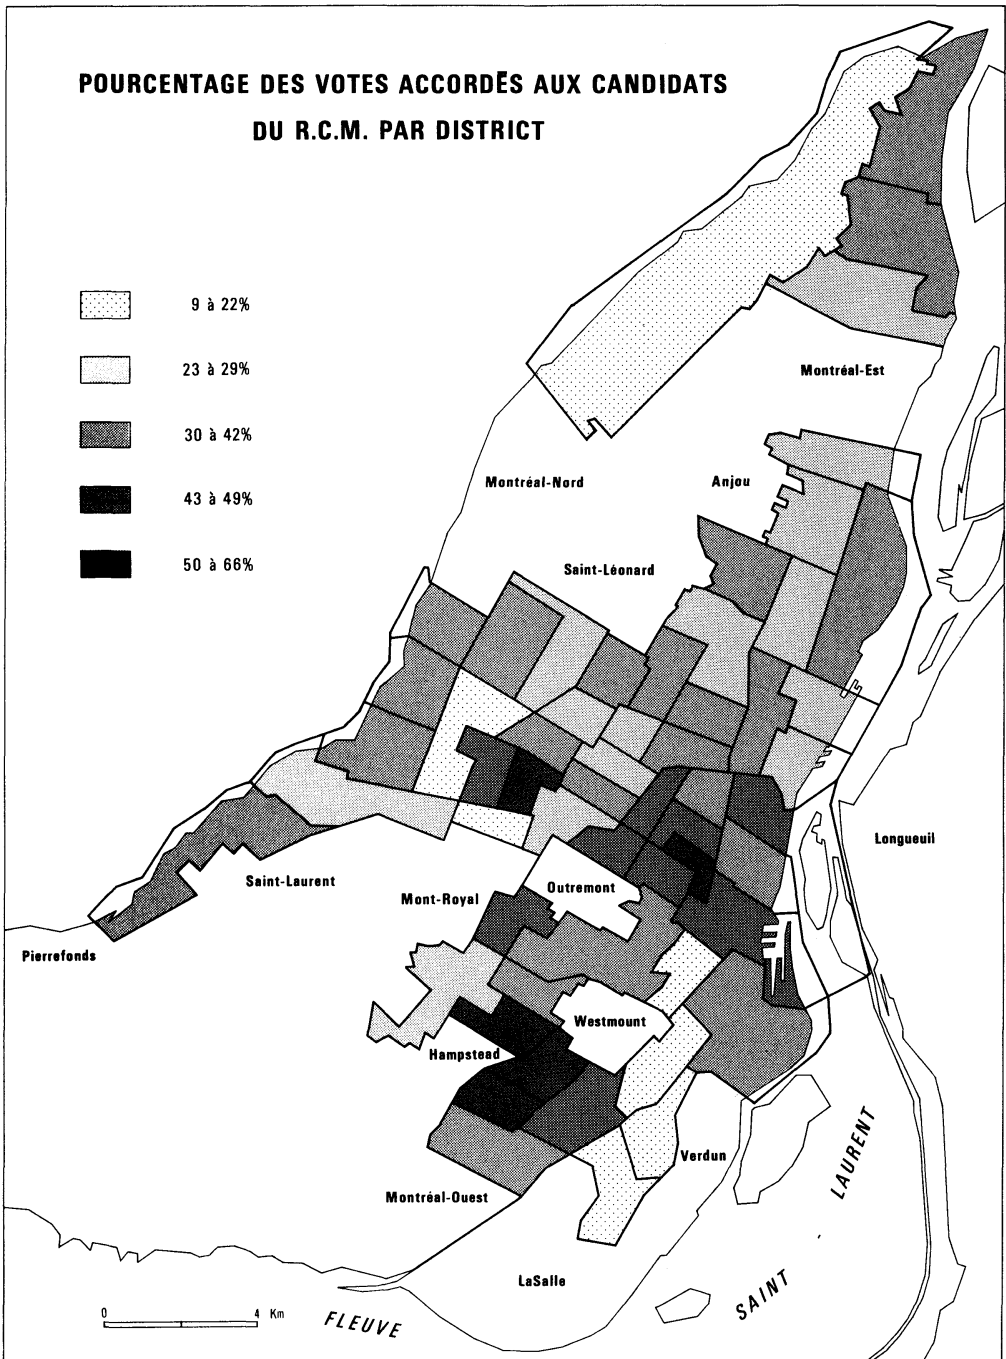 POURCENTAGE DES VOTES ACCORDĒS AUX CANDIDATS
DU R.C.M. PAR DISTRICT
9 à 22%
23 à 29%
30 à 42%
43 à 49%
50 à 66%
Montréal-Est
Montréal-Nord
Anjou
Saint-Léonard
Longueuil
Saint-Laurent
Mont-Royal
Outremont
Pierrefonds
Westmount
Hampstead
Verdun
Montréal-Ouest
LaSalle
0 4 Km
FLEUVE
SAINT
LAURENT